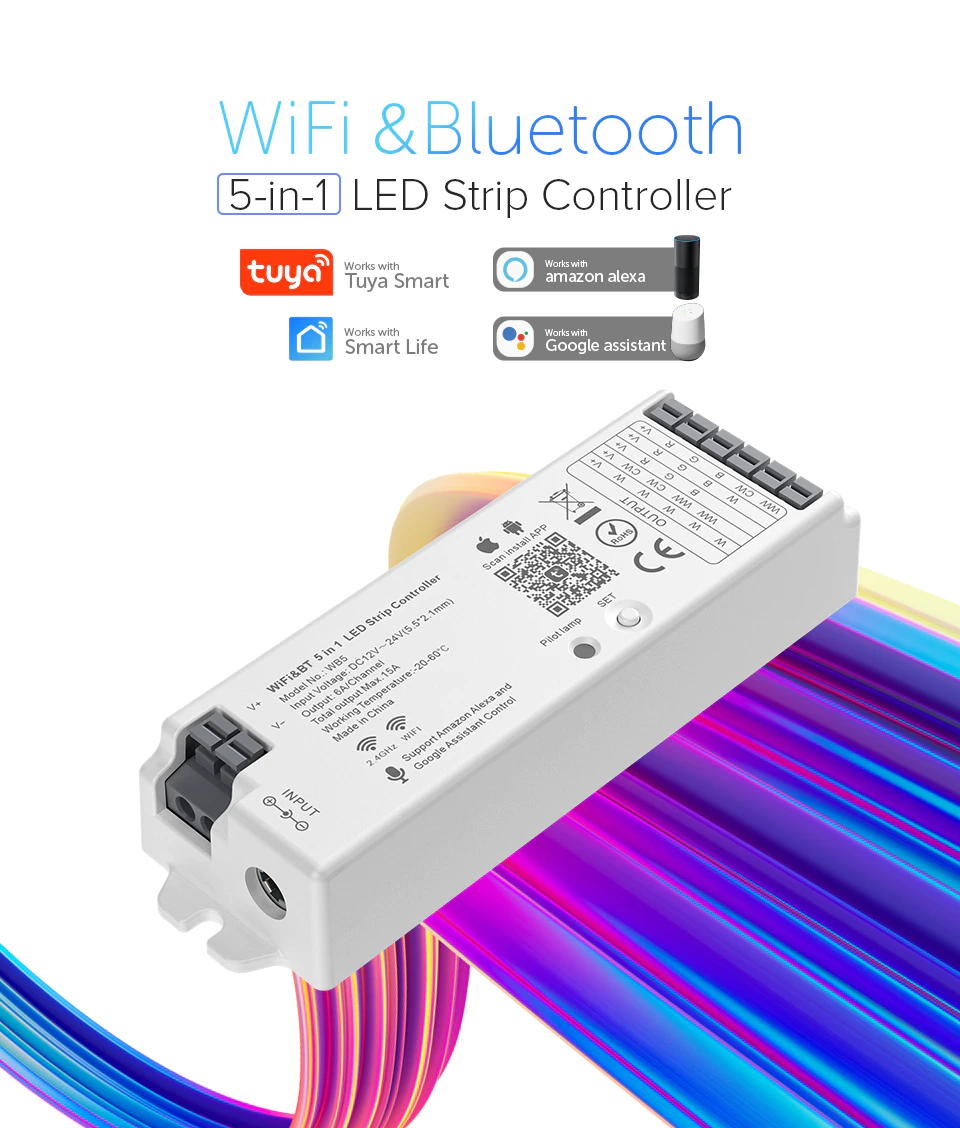 WiFi &Bluetooth
5-in-1 LED Strip Controller
tuya
Works with
Tuya Smart
Works with
amazon alexa
Works with
Smart Life
Works with
Google assistant
V+ R G B CW WW
V+ R G B W
V+ CW WW
V+ W W W W W
OUTPUT
RoHS
CE
Scan install APP
SET
Pilot lamp
WiFi&BT 5 in 1 LED Strip Controller
Model No.: WB5
Input Voltage: DC12V~24V(5.5*2.1mm)
Output: 6A/Channel
Total output Max. 15A
Working Temperature:-20-60°C
Made in China
2.4GHz WiFi
Support Amazon Alexa and
Google Assistant Control
V+
V-
INPUT